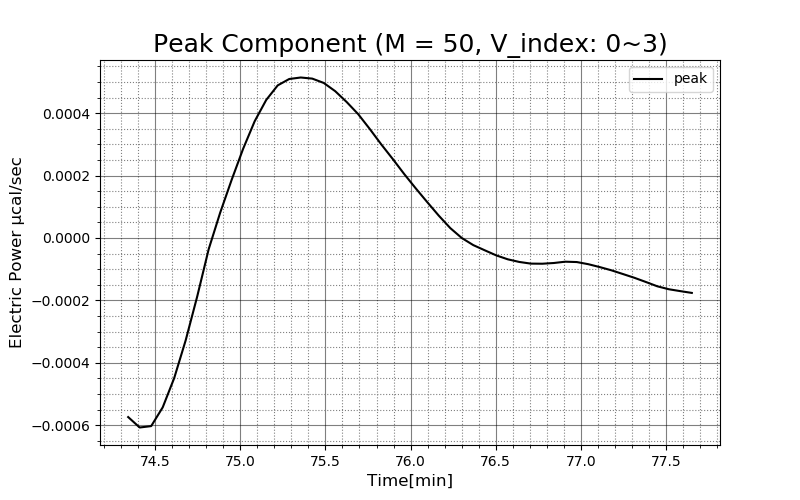 Peak Component (M = 50, V_index: 0~3)
peak
0.0004
0.0002
0.0000
−0.0002
−0.0004
−0.0006
Electric Power μcal/sec
74.5 75.0 75.5 76.0 76.5 77.0 77.5
Time[min]